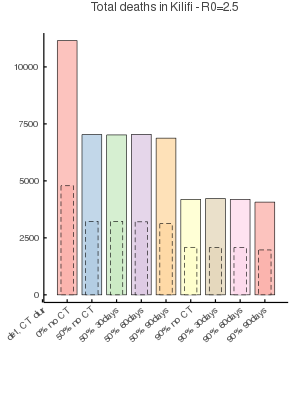 Total deaths in Kilifi - R0=2.5
10000
7500
5000
2500
0
det, CT dur
0% no CT
50% no CT
50% 30days
50% 60days
50% 90days
90% no CT
90% 30days
90% 60days
90% 90days